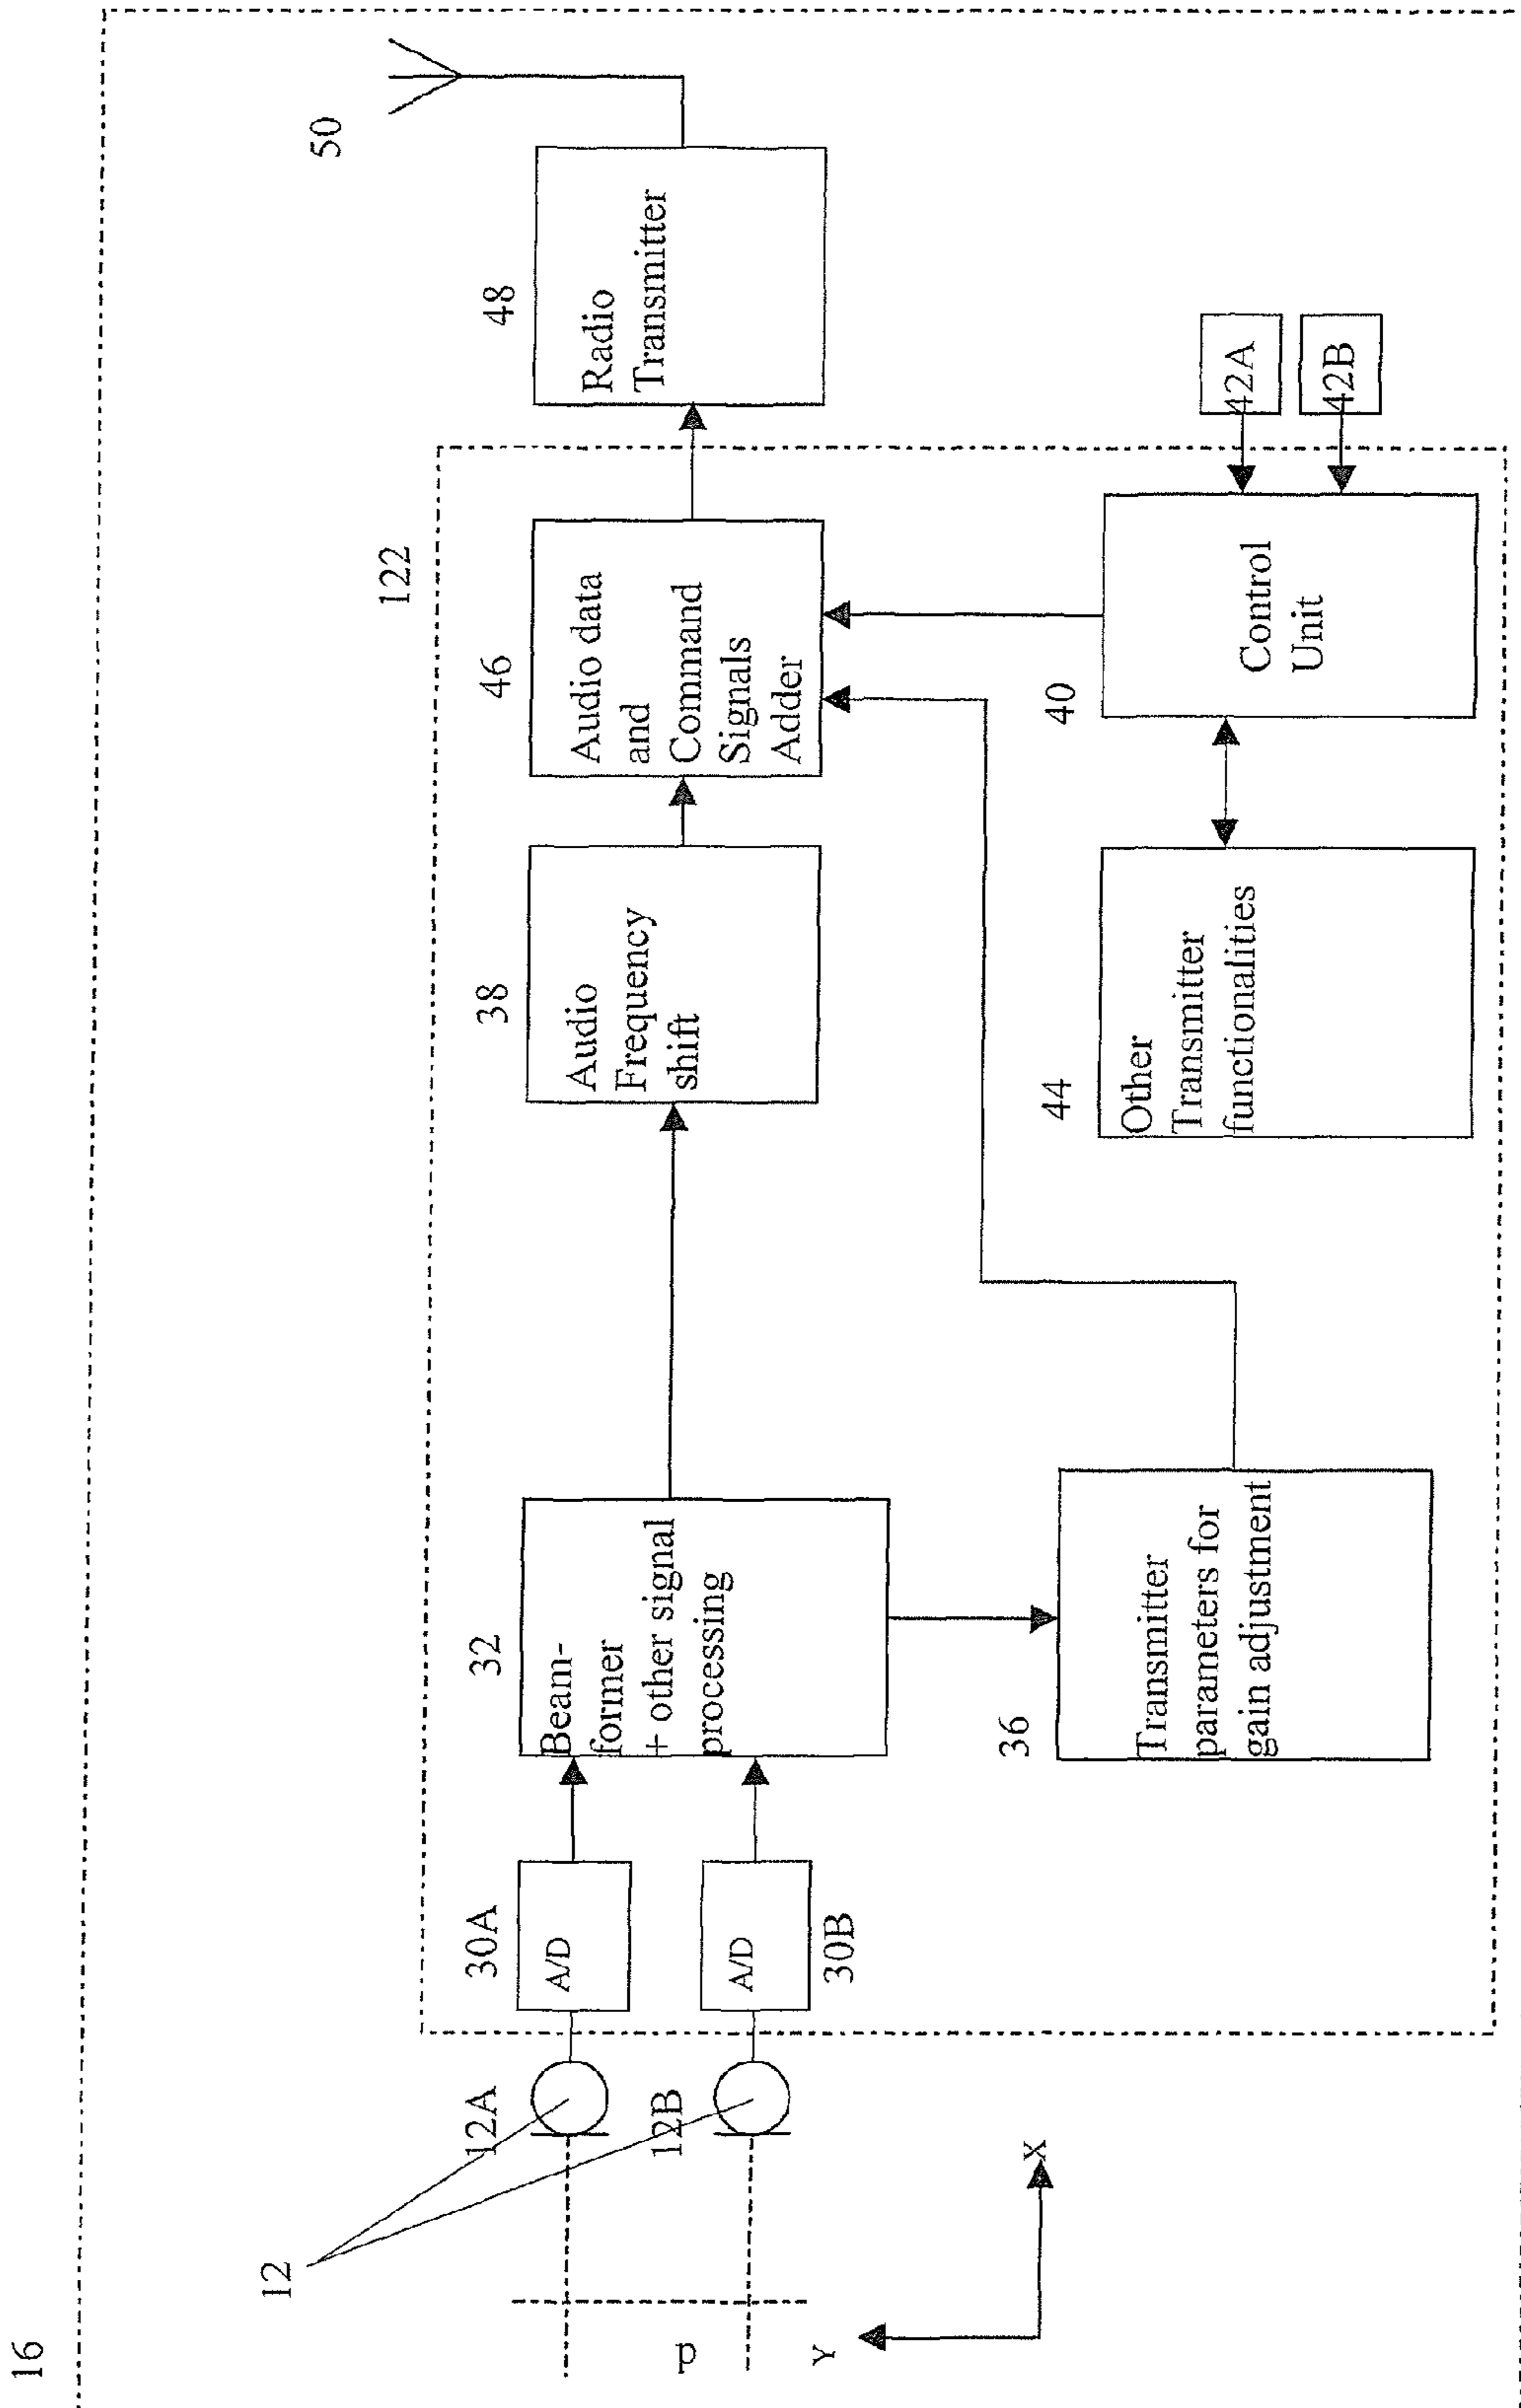 16
12
12A
12B
d
Y
X
30A
A/D
A/D
30B
32
Beam-
former
+ other signal
processing
36
Transmitter
parameters for
gain adjustment
38
Audio
Frequency
shift
44
Other
Transmitter
functionalities
122
46
Audio data
and
Command
Signals
Adder
40
Control
Unit
42A
42B
48
Radio
Transmitter
50